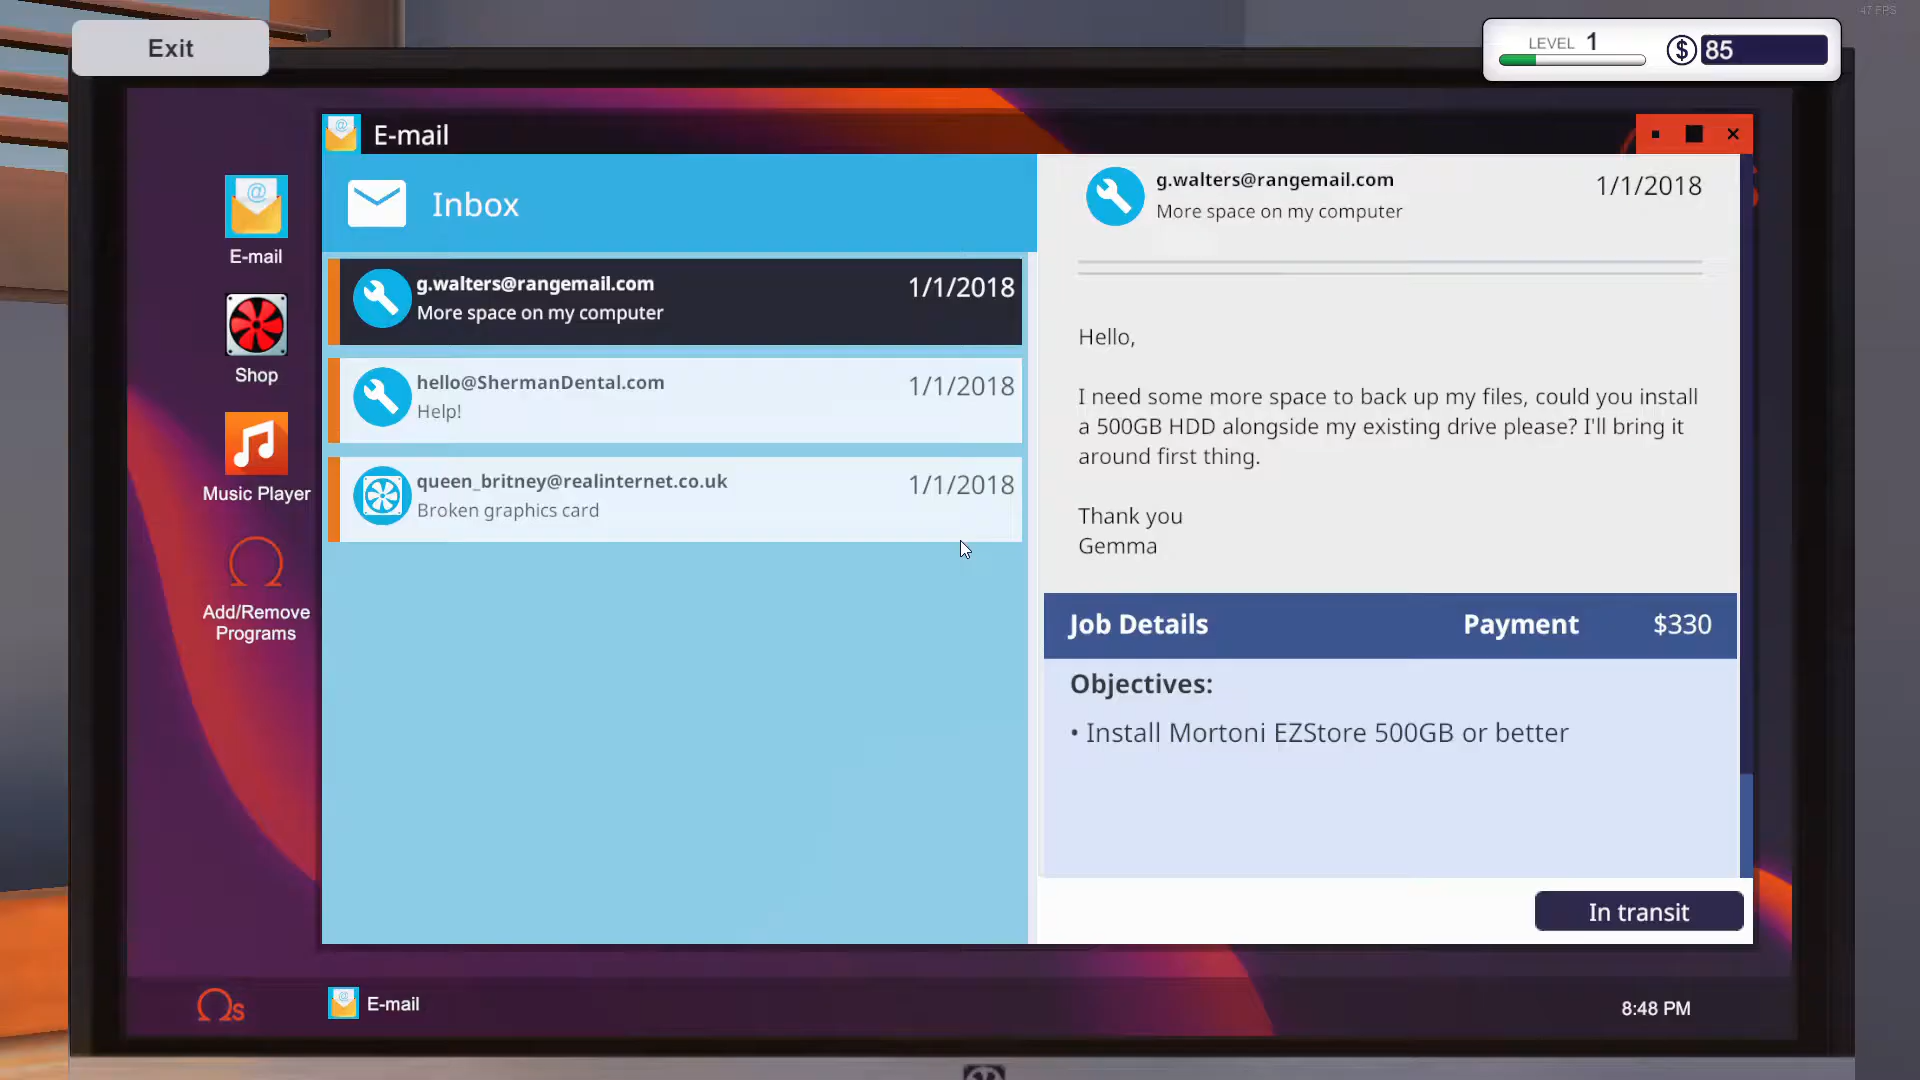 47 FPS
Exit
LEVEL 1
$ 85
E-mail
E-mail
Shop
Music Player
Add/Remove
Programs
Inbox
g.walters@rangemail.com
1/1/2018
More space on my computer
hello@ShermanDental.com
1/1/2018
Help!
queen_britney@realinternet.co.uk
1/1/2018
Broken graphics card
g.walters@rangemail.com
1/1/2018
More space on my computer
Hello,
I need some more space to back up my files, could you install
a 500GB HDD alongside my existing drive please? I'll bring it
around first thing.
Thank you
Gemma
Job Details
Payment
$330
Objectives:
• Install Mortoni EZStore 500GB or better
In transit
Ωs
E-mail
8:48 PM